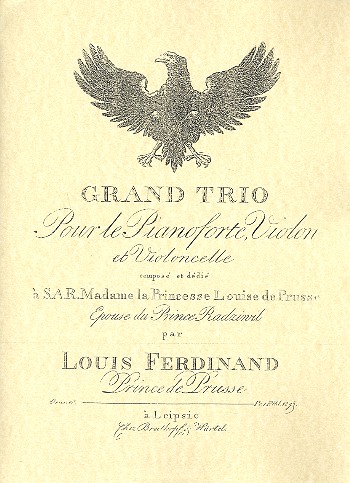 GRAND TRIO
Pour le Pianoforte, Violon
et Violoncelle
composé et dédié
à S.A.R. Madame la Princesse Louise de Prusse
Epouse du Prince Radzivil
par
LOUIS FERDINAND
Prince de Prusse
à Leipsic
Chez Breitkopf & Härtel.